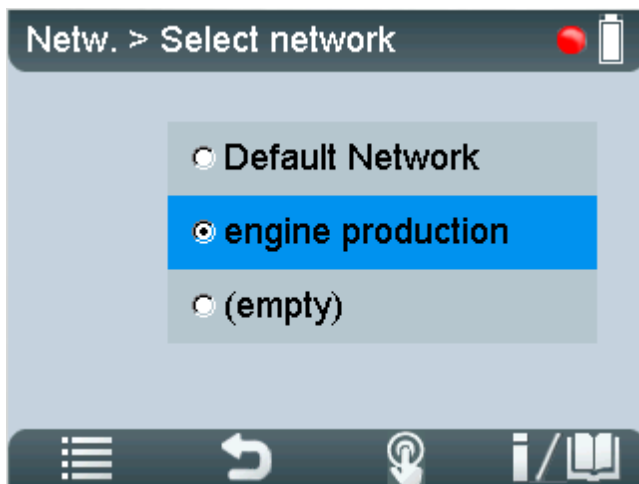 Netw. > Select network
Default Network
engine production
(empty)
i/